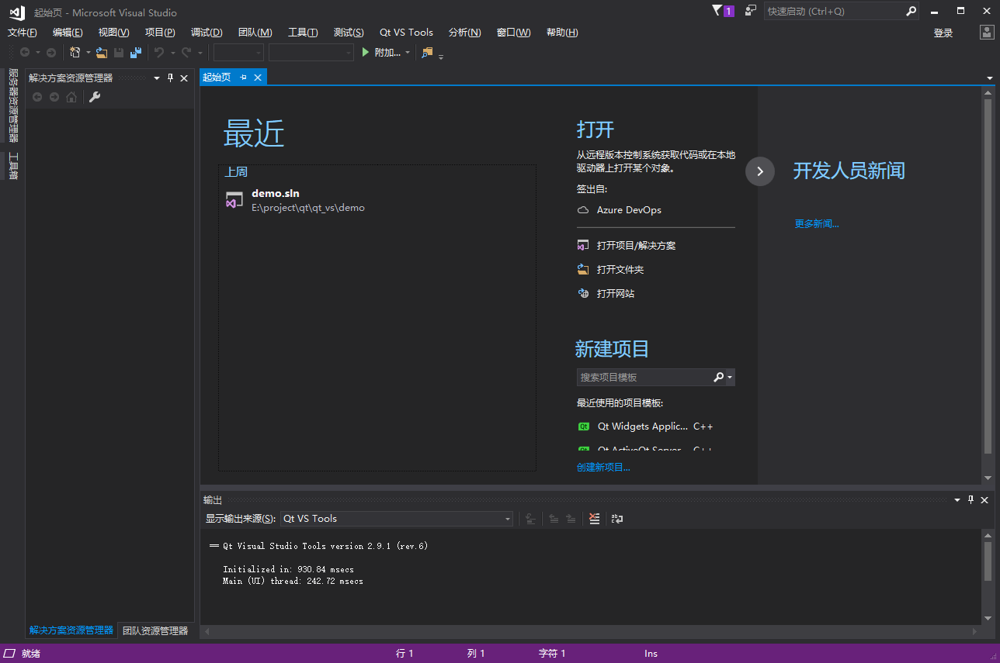 起始页 - Microsoft Visual Studio
1
快速启动 (Ctrl+Q)
文件(F) 编辑(E) 视图(V) 项目(P) 调试(D) 团队(M) 工具(T) 测试(S) Qt VS Tools 分析(N) 窗口(W) 帮助(H)
登录
附加...
服务器资源管理器
工具箱
解决方案资源管理器
起始页
最近
上周
demo.sln
E:\project\qt\qt_vs\demo
打开
从远程版本控制系统获取代码或在本地
驱动器上打开某个对象。
签出自:
Azure DevOps
打开项目/解决方案
打开文件夹
打开网站
新建项目
搜索项目模板
最近使用的项目模板:
Qt Qt Widgets Applic... C++
Qt Qt ActiveQt Server C++
创建新项目...
开发人员新闻
更多新闻...
输出
显示输出来源(S): Qt VS Tools
== Qt Visual Studio Tools version 2.9.1 (rev.6)
Initialized in: 930.84 msecs
Main (UI) thread: 242.72 msecs
解决方案资源管理器 团队资源管理器
就绪 行 1 列 1 字符 1 Ins